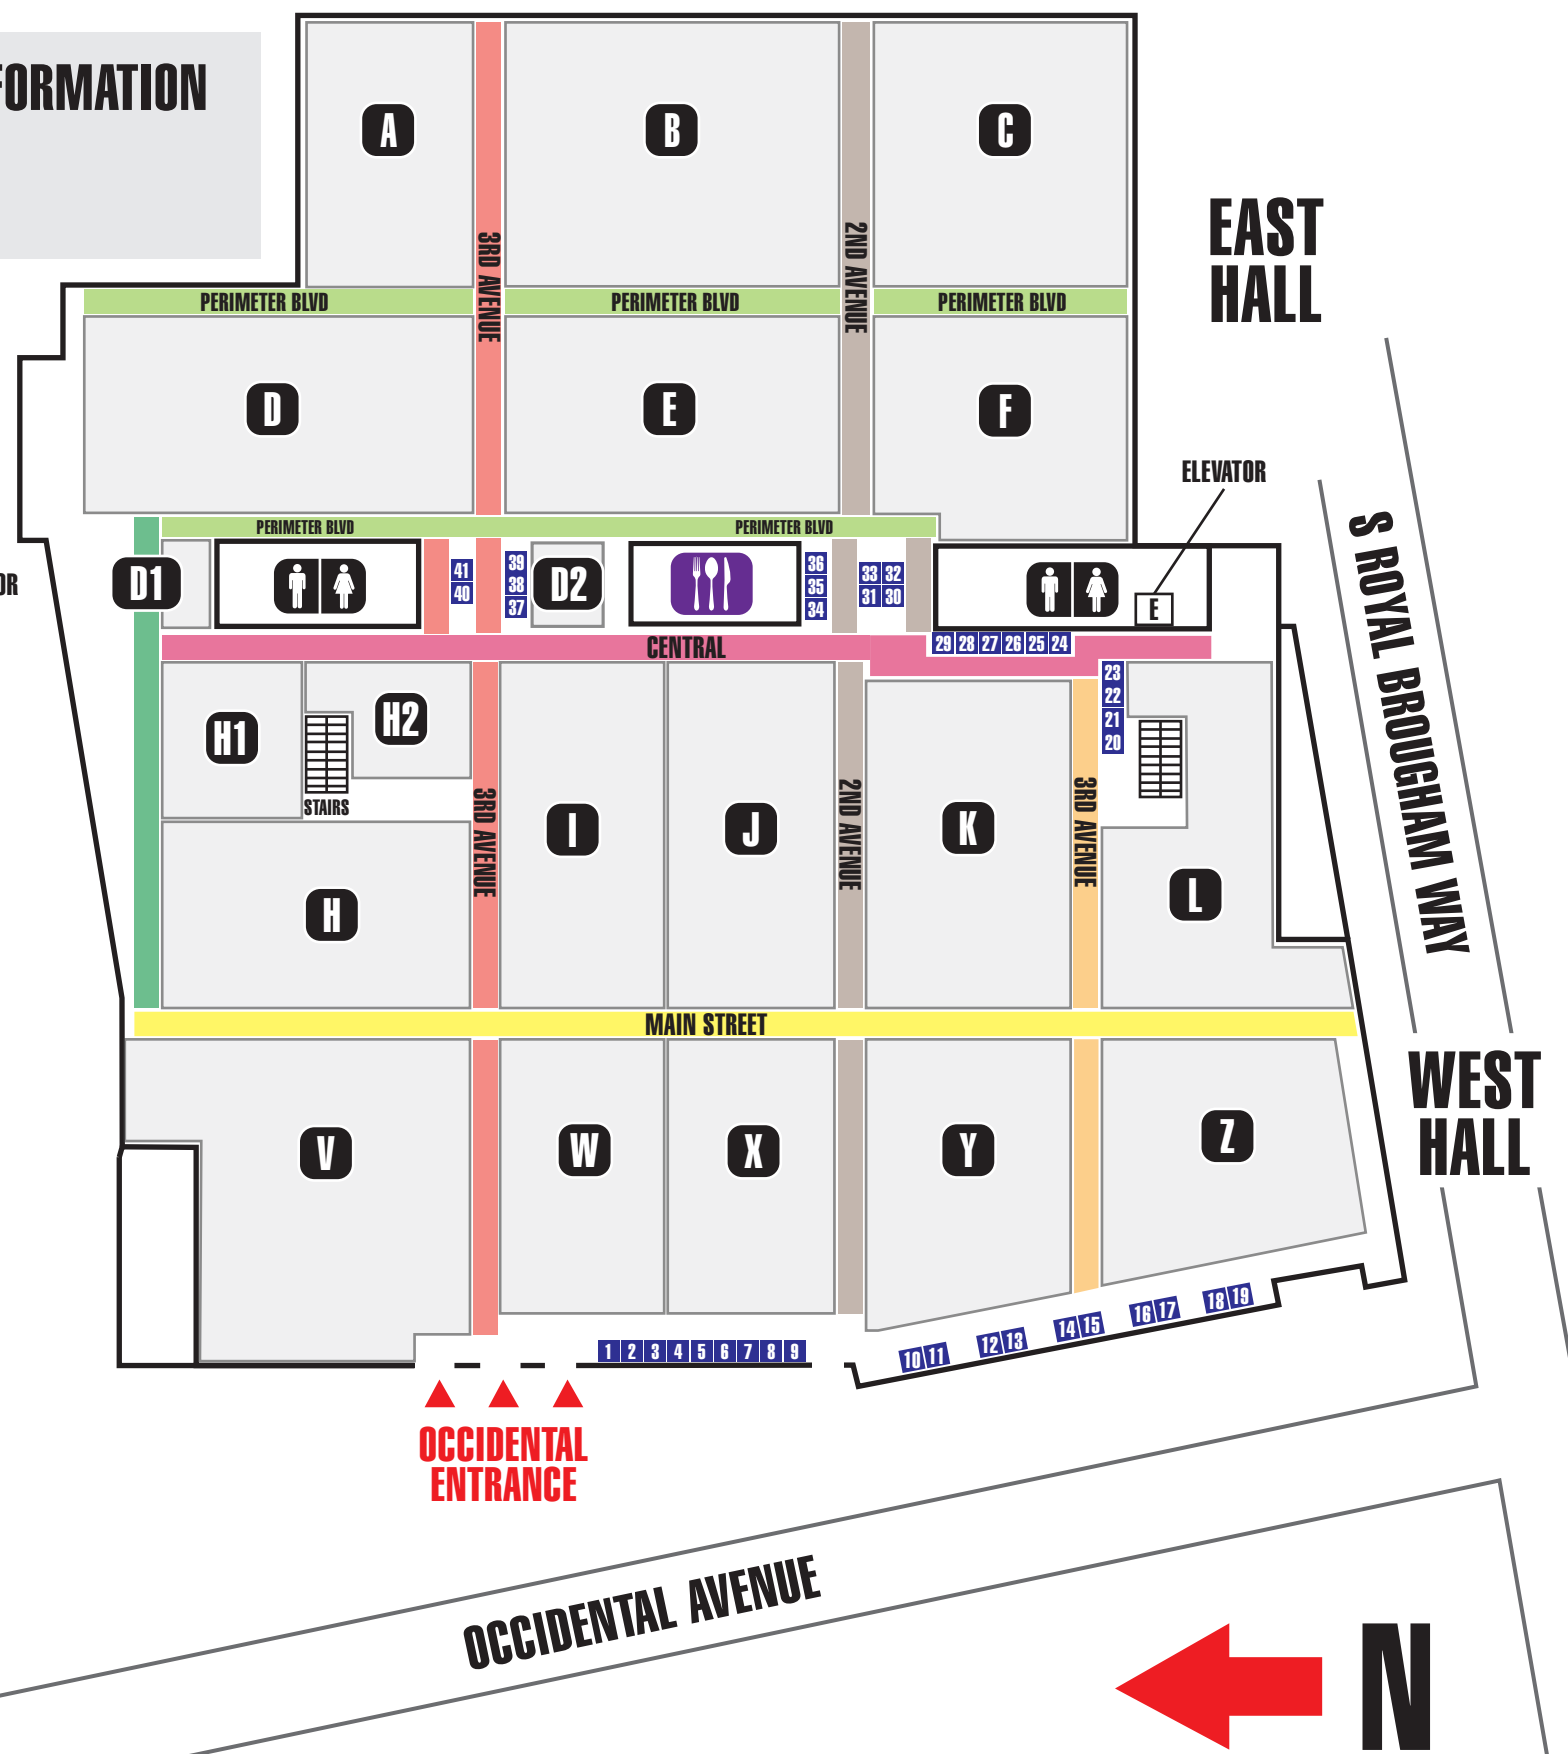 FORMATION
A
B
C
3RD AVENUE
2ND AVENUE
EAST
HALL
PERIMETER BLVD
PERIMETER BLVD
PERIMETER BLVD
D
E
F
ELEVATOR
S ROYAL BROUGHAM WAY
PERIMETER BLVD
PERIMETER BLVD
OR
D1
41
40
39
38
37
D2
36
35
34
33 32
31 30
E
CENTRAL
29 28 27 26 25 24
23
22
21
20
H1
H2
STAIRS
3RD AVENUE
I
J
2ND AVENUE
K
3RD AVENUE
L
H
MAIN STREET
WEST
HALL
V
W
X
Y
Z
1 2 3 4 5 6 7 8 9
10 11
12 13
14 15
16 17
18 19
OCCIDENTAL
ENTRANCE
OCCIDENTAL AVENUE
N